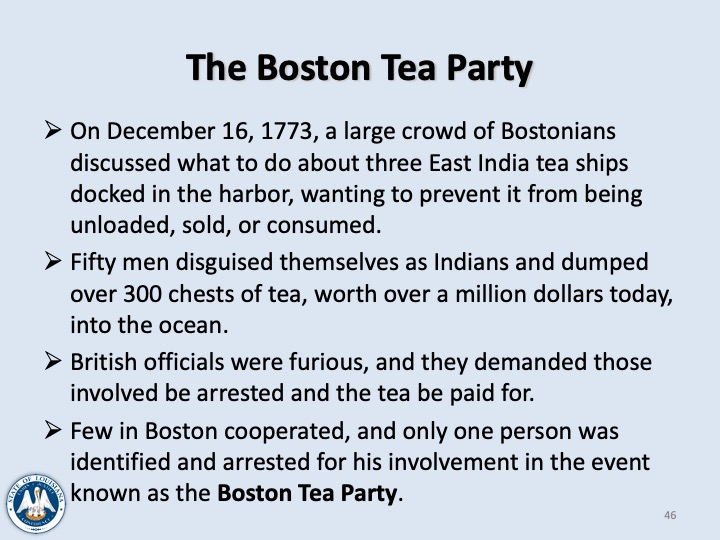 The Boston Tea Party
➢ On December 16, 1773, a large crowd of Bostonians
discussed what to do about three East India tea ships
docked in the harbor, wanting to prevent it from being
unloaded, sold, or consumed.
➢ Fifty men disguised themselves as Indians and dumped
over 300 chests of tea, worth over a million dollars today,
into the ocean.
➢ British officials were furious, and they demanded those
involved be arrested and the tea be paid for.
➢ Few in Boston cooperated, and only one person was
identified and arrested for his involvement in the event
known as the Boston Tea Party.
STATE OF LOUISIANA
CONFIDENCE
46